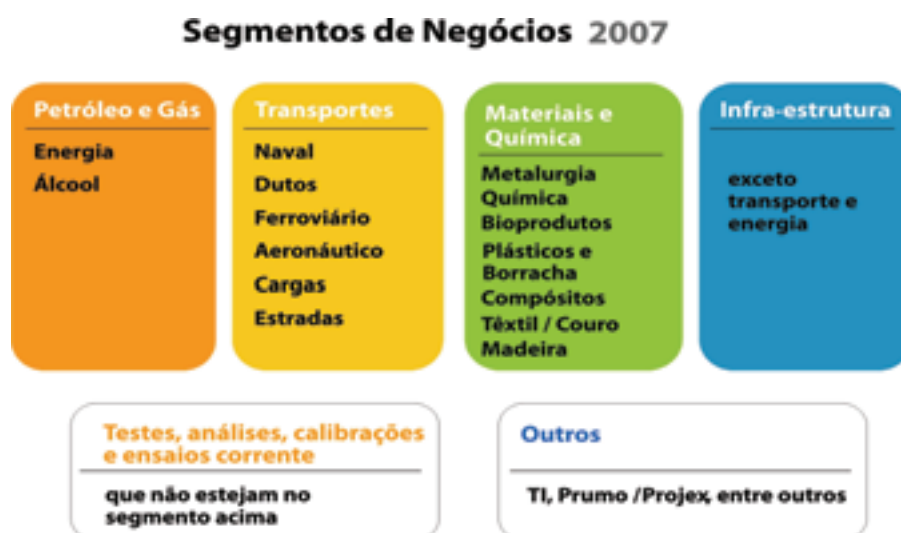 Segmentos de Negócios 2007
Petróleo e Gás
Energia
Álcool
Transportes
Naval
Dutos
Ferroviário
Aeronáutico
Cargas
Estradas
Materiais e
Química
Metalurgia
Química
Bioprodutos
Plásticos e
Borracha
Compósitos
Têxtil / Couro
Madeira
Infra-estrutura
exceto
transporte e
energia
Testes, análises, calibrações
e ensaios corrente
que não estejam no
segmento acima
Outros
TI, Prumo /Projex, entre outros